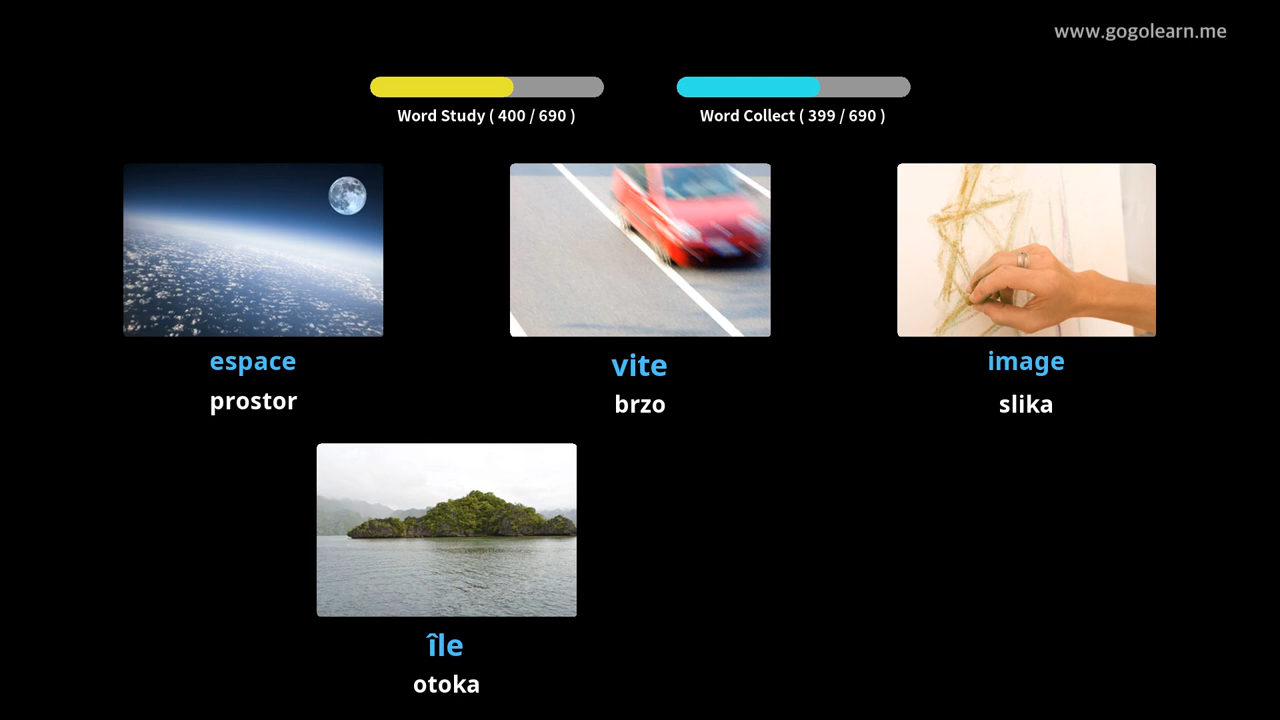 www.gogolearn.me
Word Study ( 400 / 690 )
Word Collect ( 399 / 690 )
espace
prostor
vite
brzo
image
slika
île
otoka